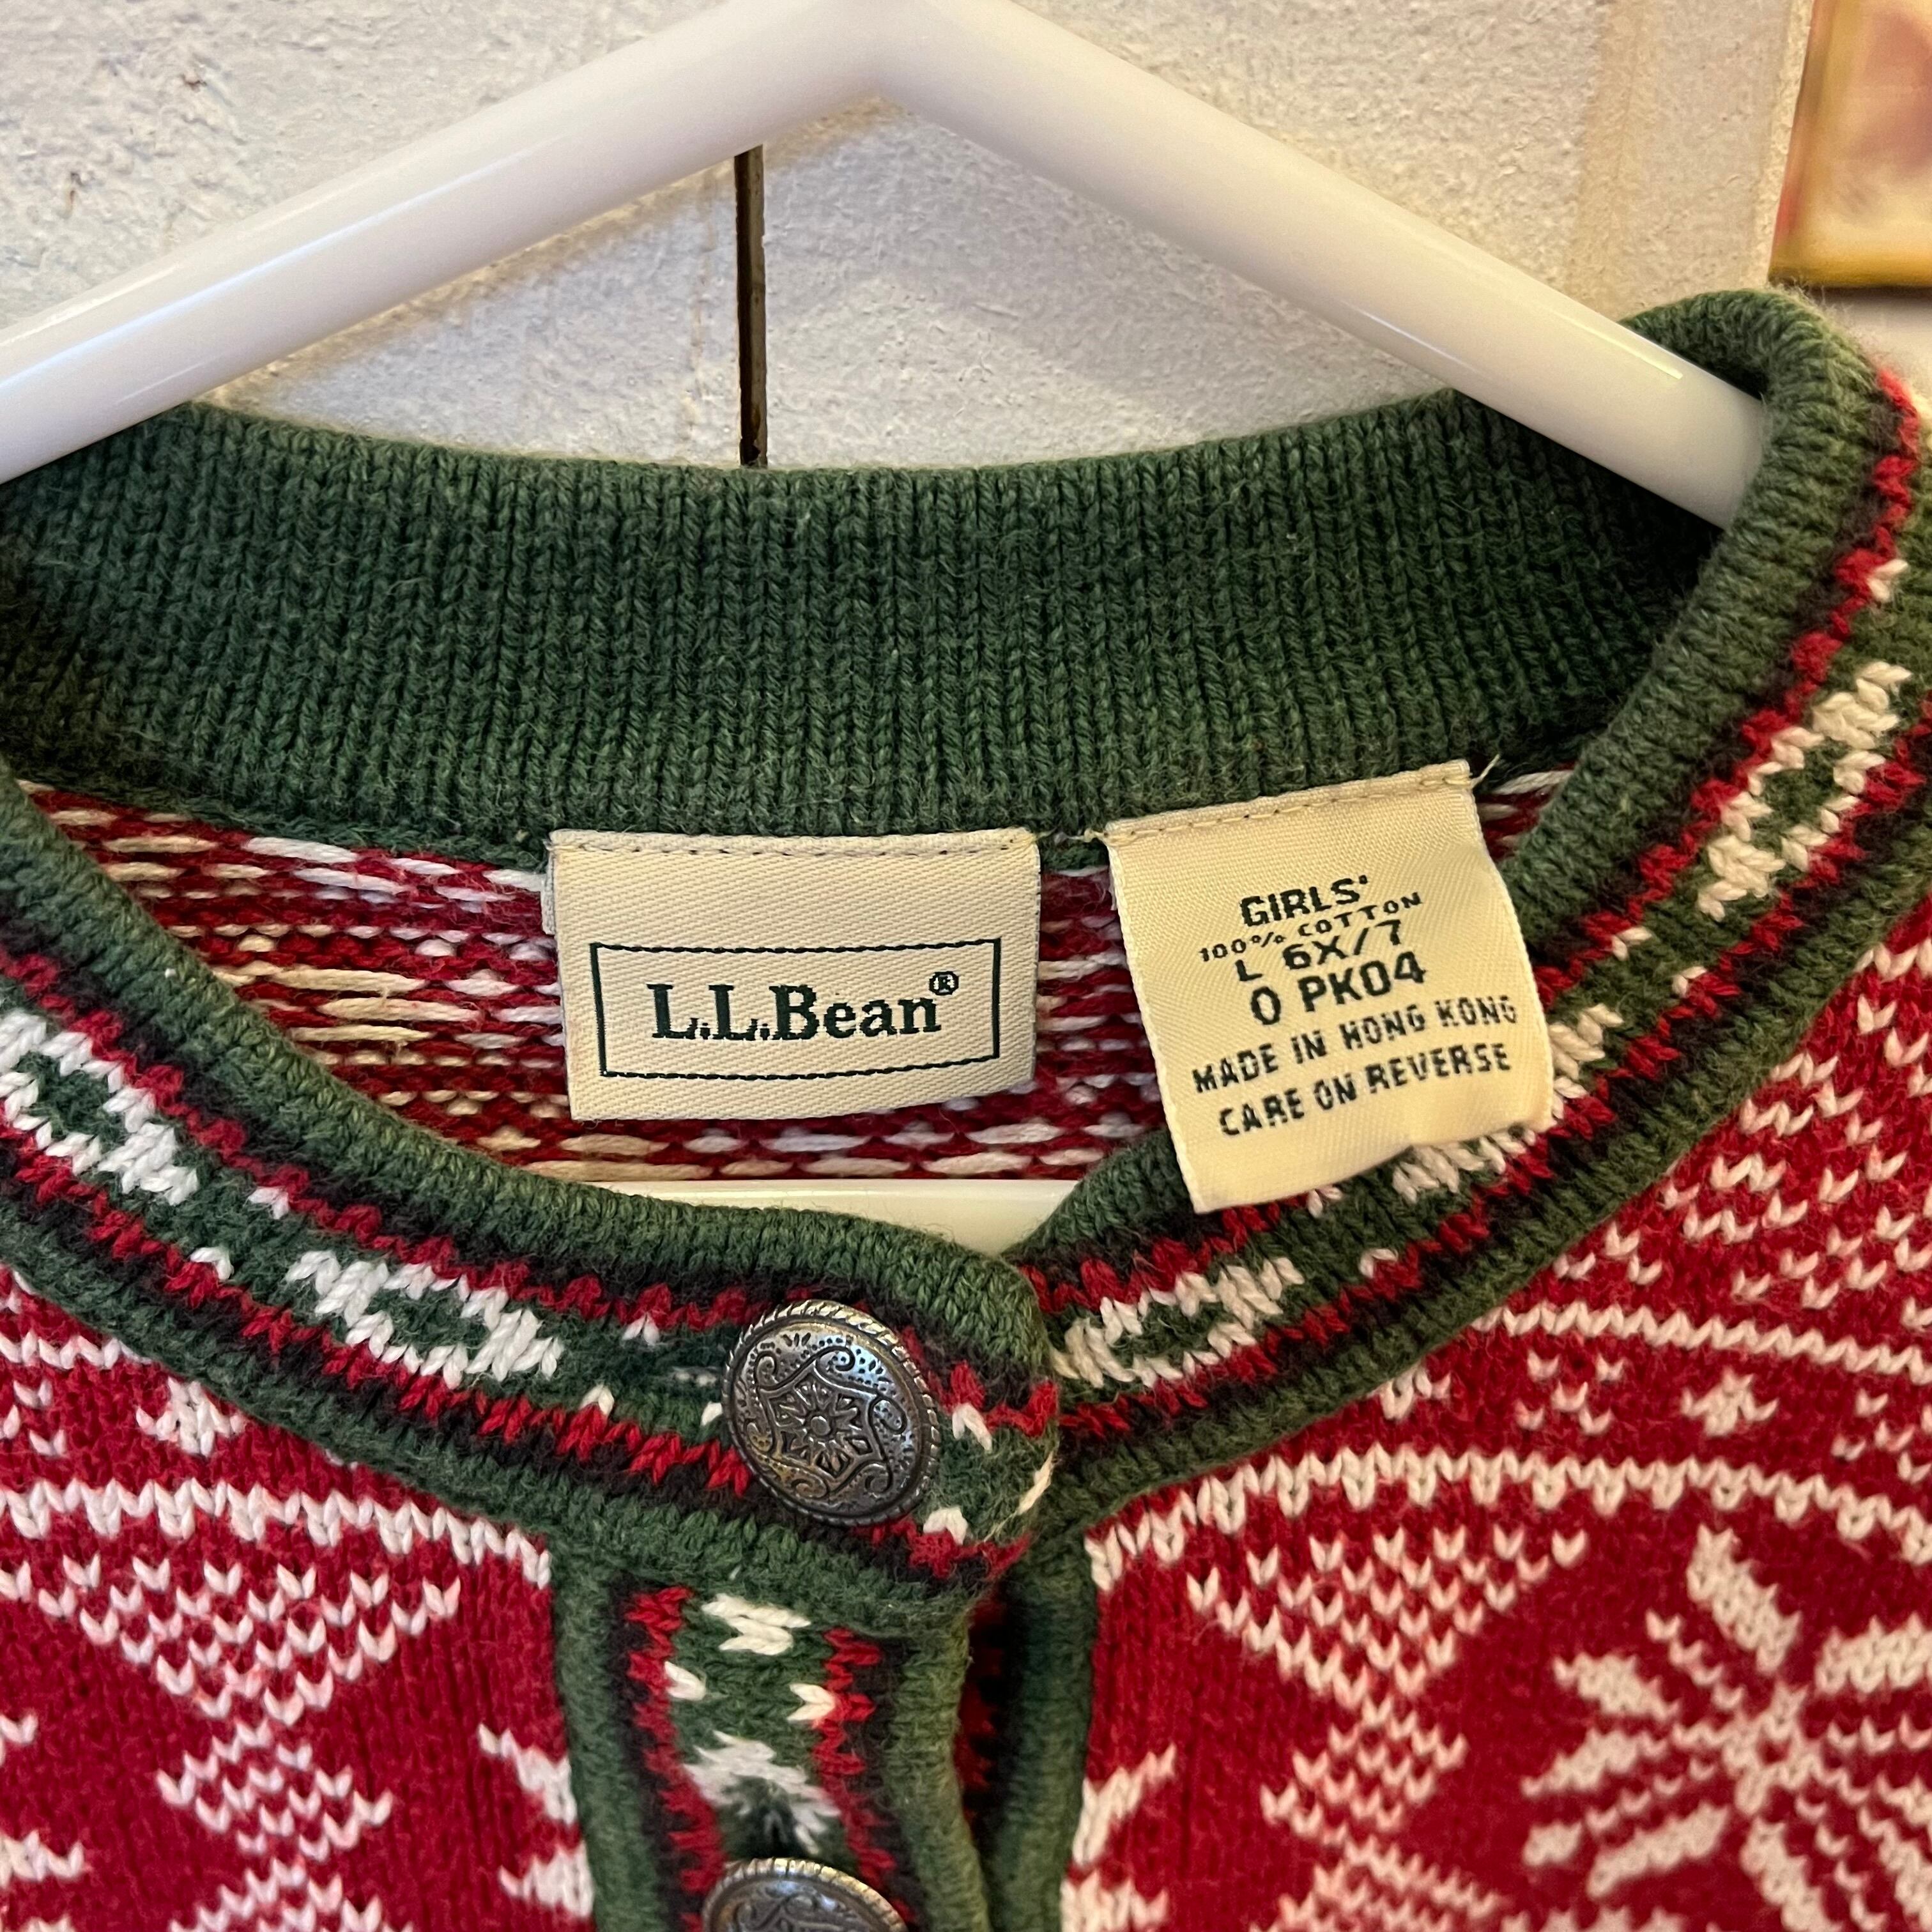 L.L.Bean®
GIRLS'
100% COTTON
L 6X/7
0 PK04
MADE IN HONG KONG
CARE ON REVERSE